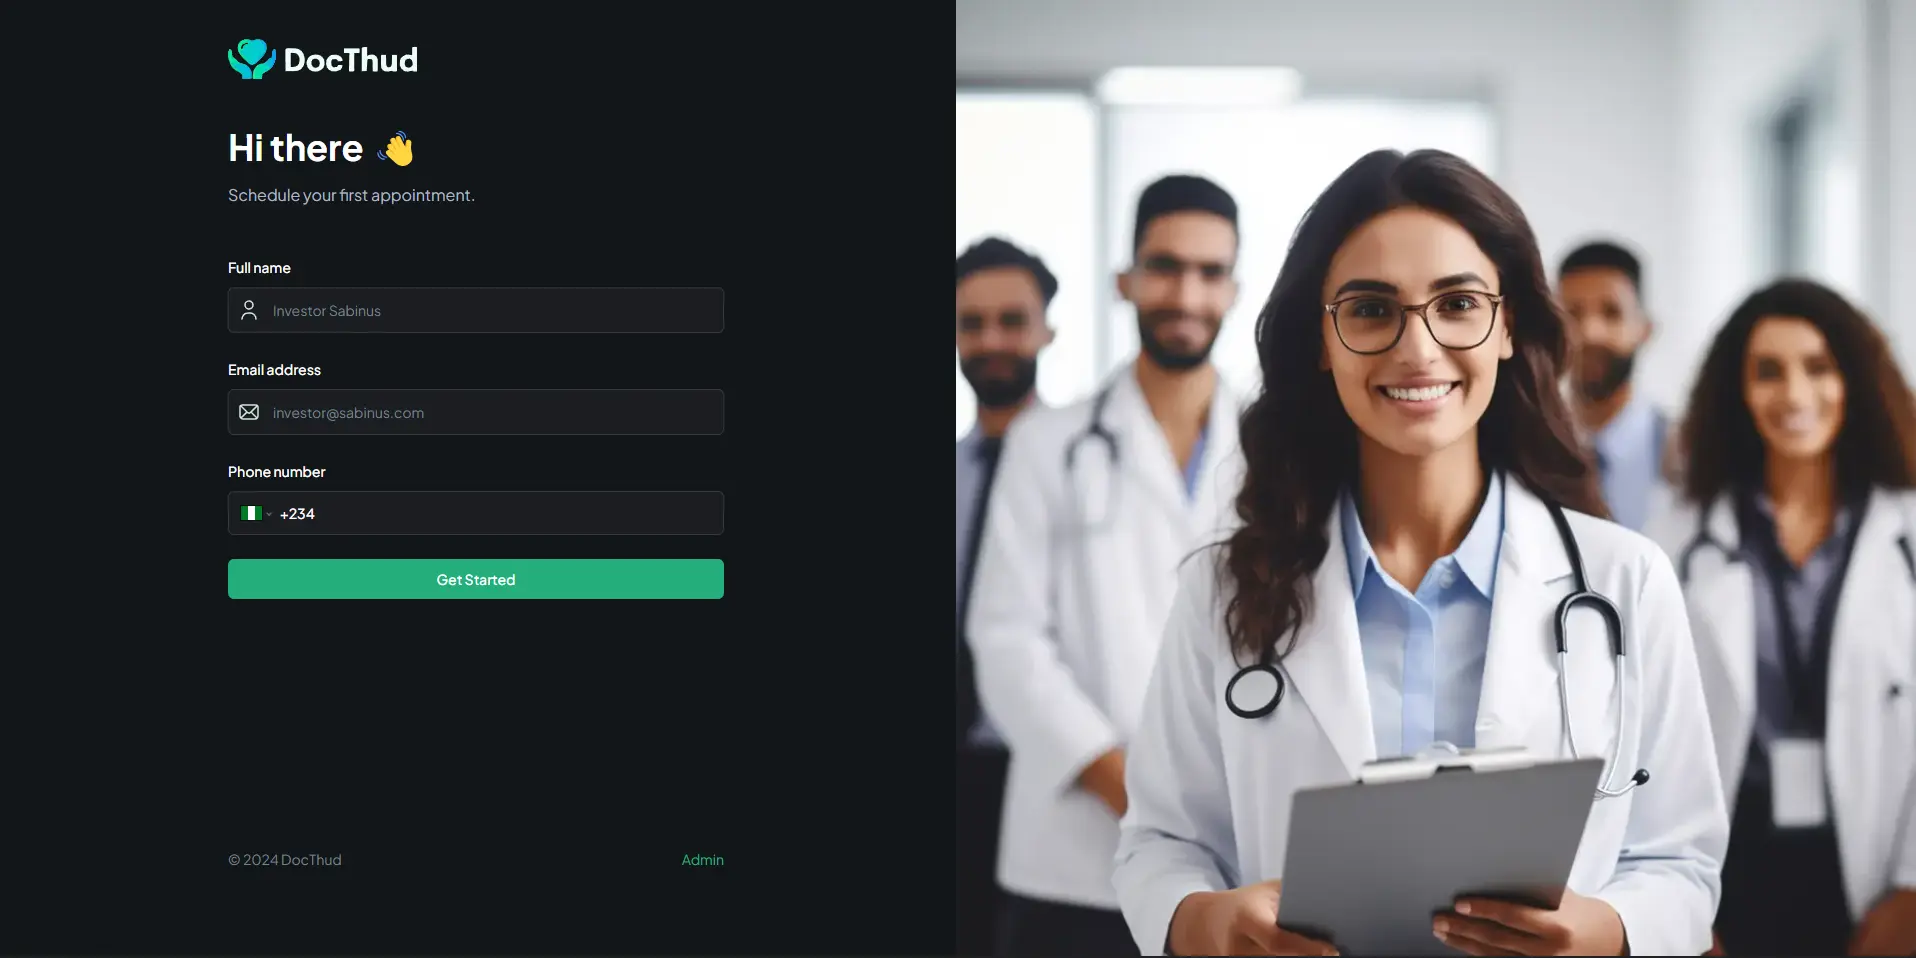 DocThud
Hi there 👋
Schedule your first appointment.
Full name
Investor Sabinus
Email address
investor@sabinus.com
Phone number
+234
Get Started
© 2024 DocThud
Admin